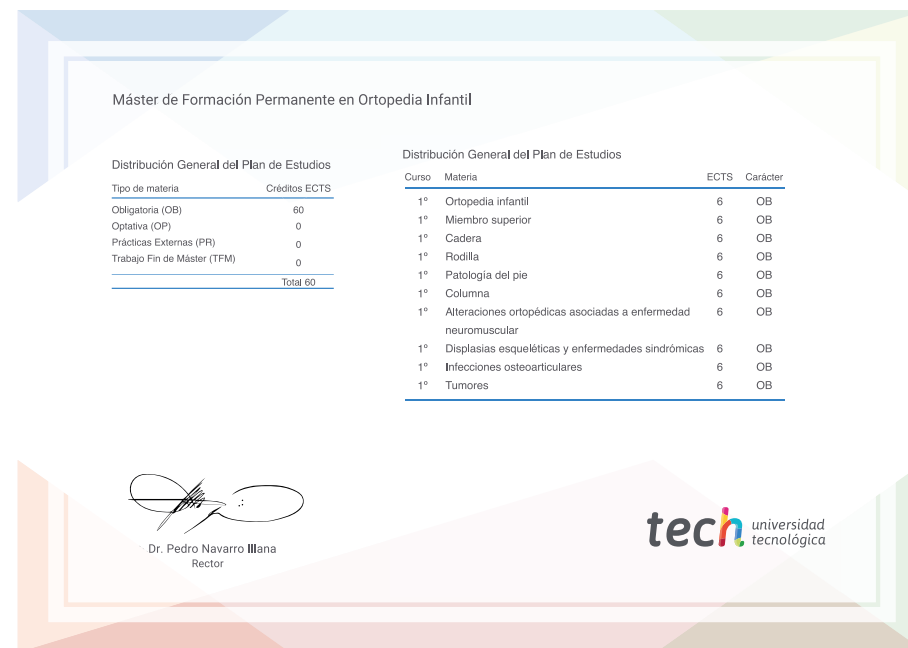 Máster de Formación Permanente en Ortopedia Infantil
Distribución General del Plan de Estudios
Tipo de materia Créditos ECTS
Obligatoria (OB) 60
Optativa (OP) 0
Prácticas Externas (PR) 0
Trabajo Fin de Máster (TFM) 0
Total 60
Distribución General del Plan de Estudios
Curso Materia ECTS Carácter
1º Ortopedia infantil 6 OB
1º Miembro superior 6 OB
1º Cadera 6 OB
1º Rodilla 6 OB
1º Patología del pie 6 OB
1º Columna 6 OB
1º Alteraciones ortopédicas asociadas a enfermedad 6 OB
neuromuscular
1º Displasias esqueléticas y enfermedades sindrómicas 6 OB
1º Infecciones osteoarticulares 6 OB
1º Tumores 6 OB
Dr. Pedro Navarro Illana
Rector
tech universidad
tecnológica